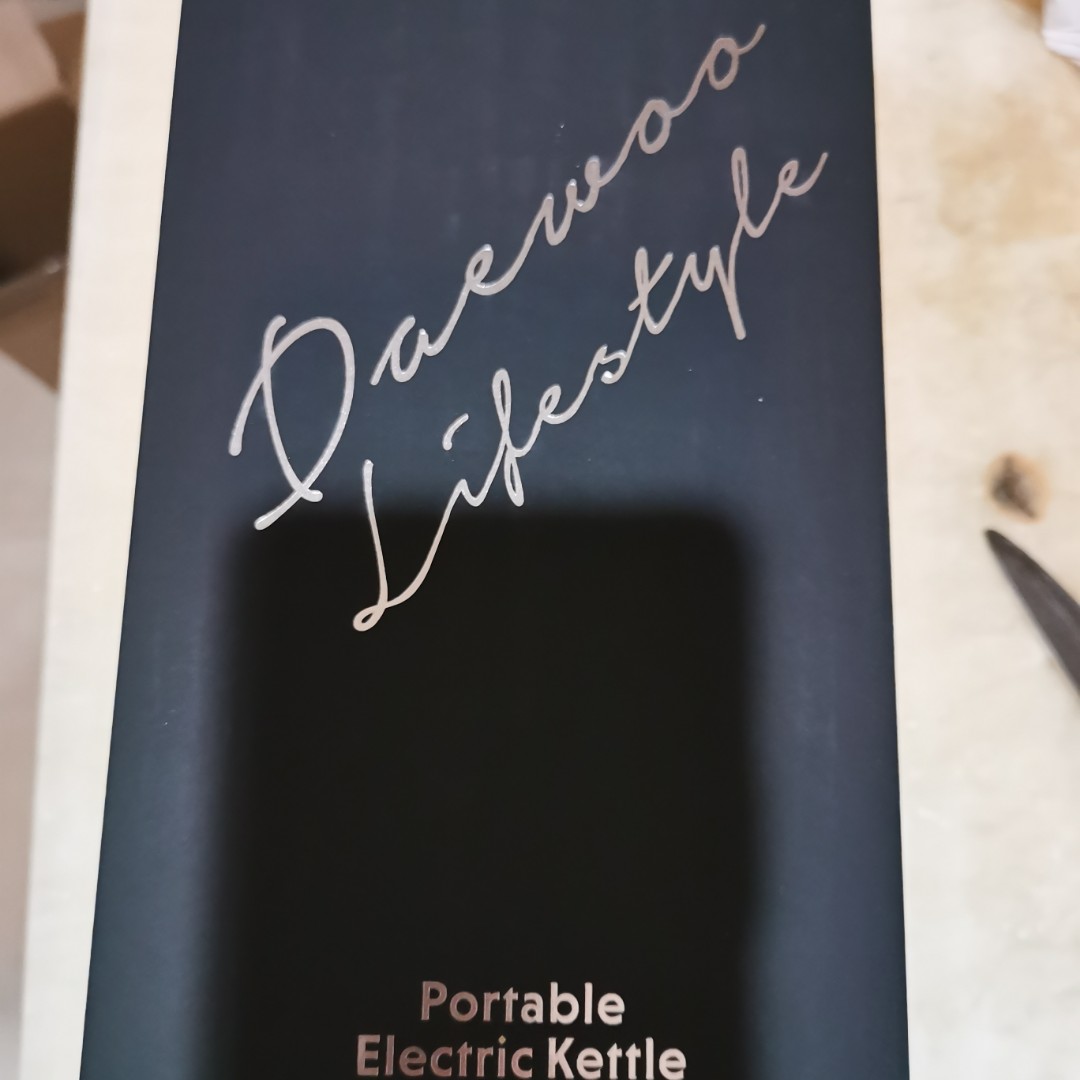 Daewoo
Lifestyle
Portable
Electric Kettle